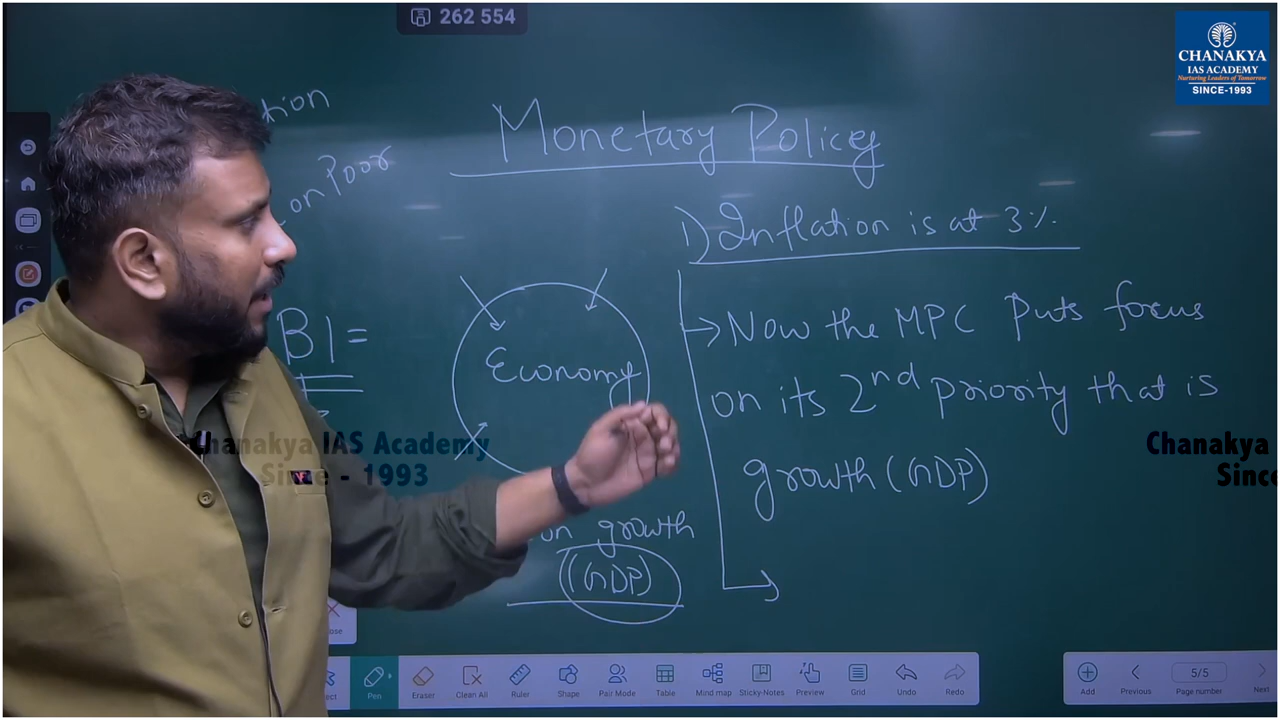 262 554
CHANAKYA
IAS ACADEMY
Nurturing Leaders of Tomorrow
SINCE-1993
Monetary Policy
on Poor
1) Inflation is at 3%
→ Now the MPC Puts focus
on its 2nd priority that is
growth (GDP)
Economy
on growth
(GDP)
Chanakya IAS Academy
Since - 1993
Chanakya
Pen
Eraser
Clean All
Ruler
Shape
Pair Mode
Table
Mind map
Sticky-Notes
Preview
Grid
Undo
Redo
Add
Previous
5/5
Page number
Next